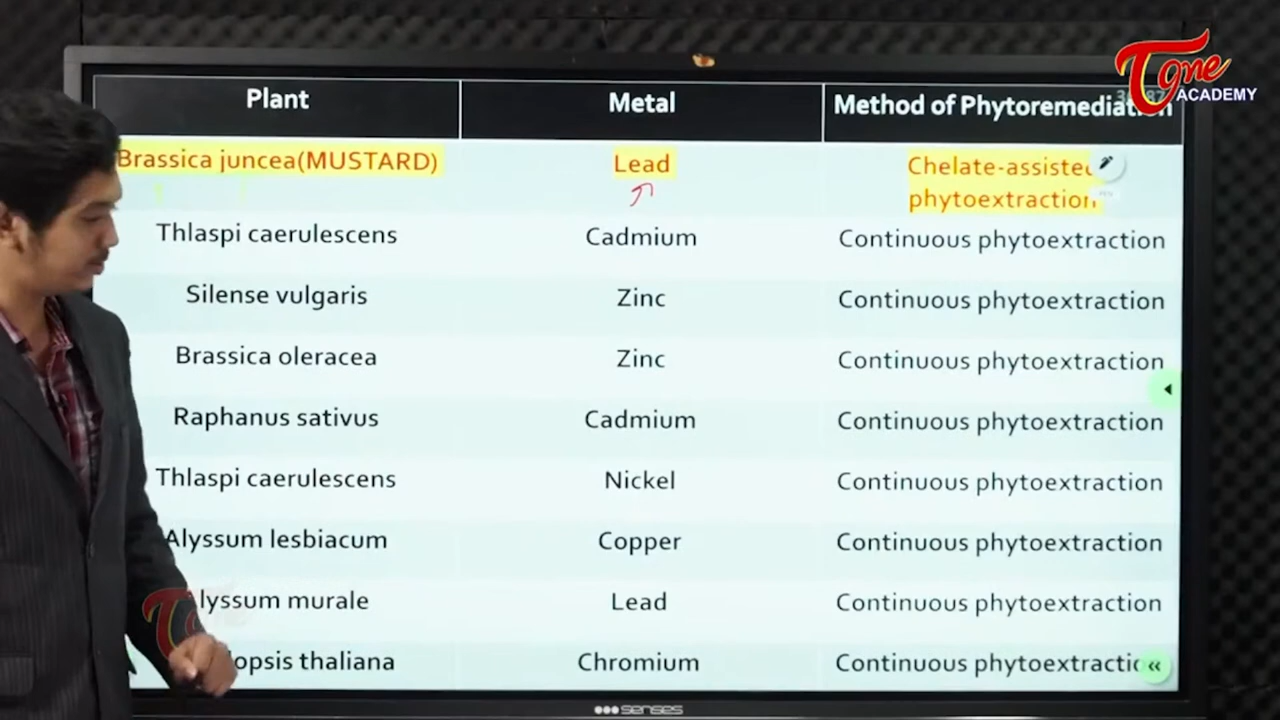 Tone
ACADEMY
Plant Metal Method of Phytoremediation
Brassica juncea(MUSTARD) Lead Chelate-assisted
phytoextraction
Thlaspi caerulescens Cadmium Continuous phytoextraction
Silense vulgaris Zinc Continuous phytoextraction
Brassica oleracea Zinc Continuous phytoextraction
Raphanus sativus Cadmium Continuous phytoextraction
Thlaspi caerulescens Nickel Continuous phytoextraction
Alyssum lesbiacum Copper Continuous phytoextraction
lyssum murale Lead Continuous phytoextraction
opsis thaliana Chromium Continuous phytoextractio
senses